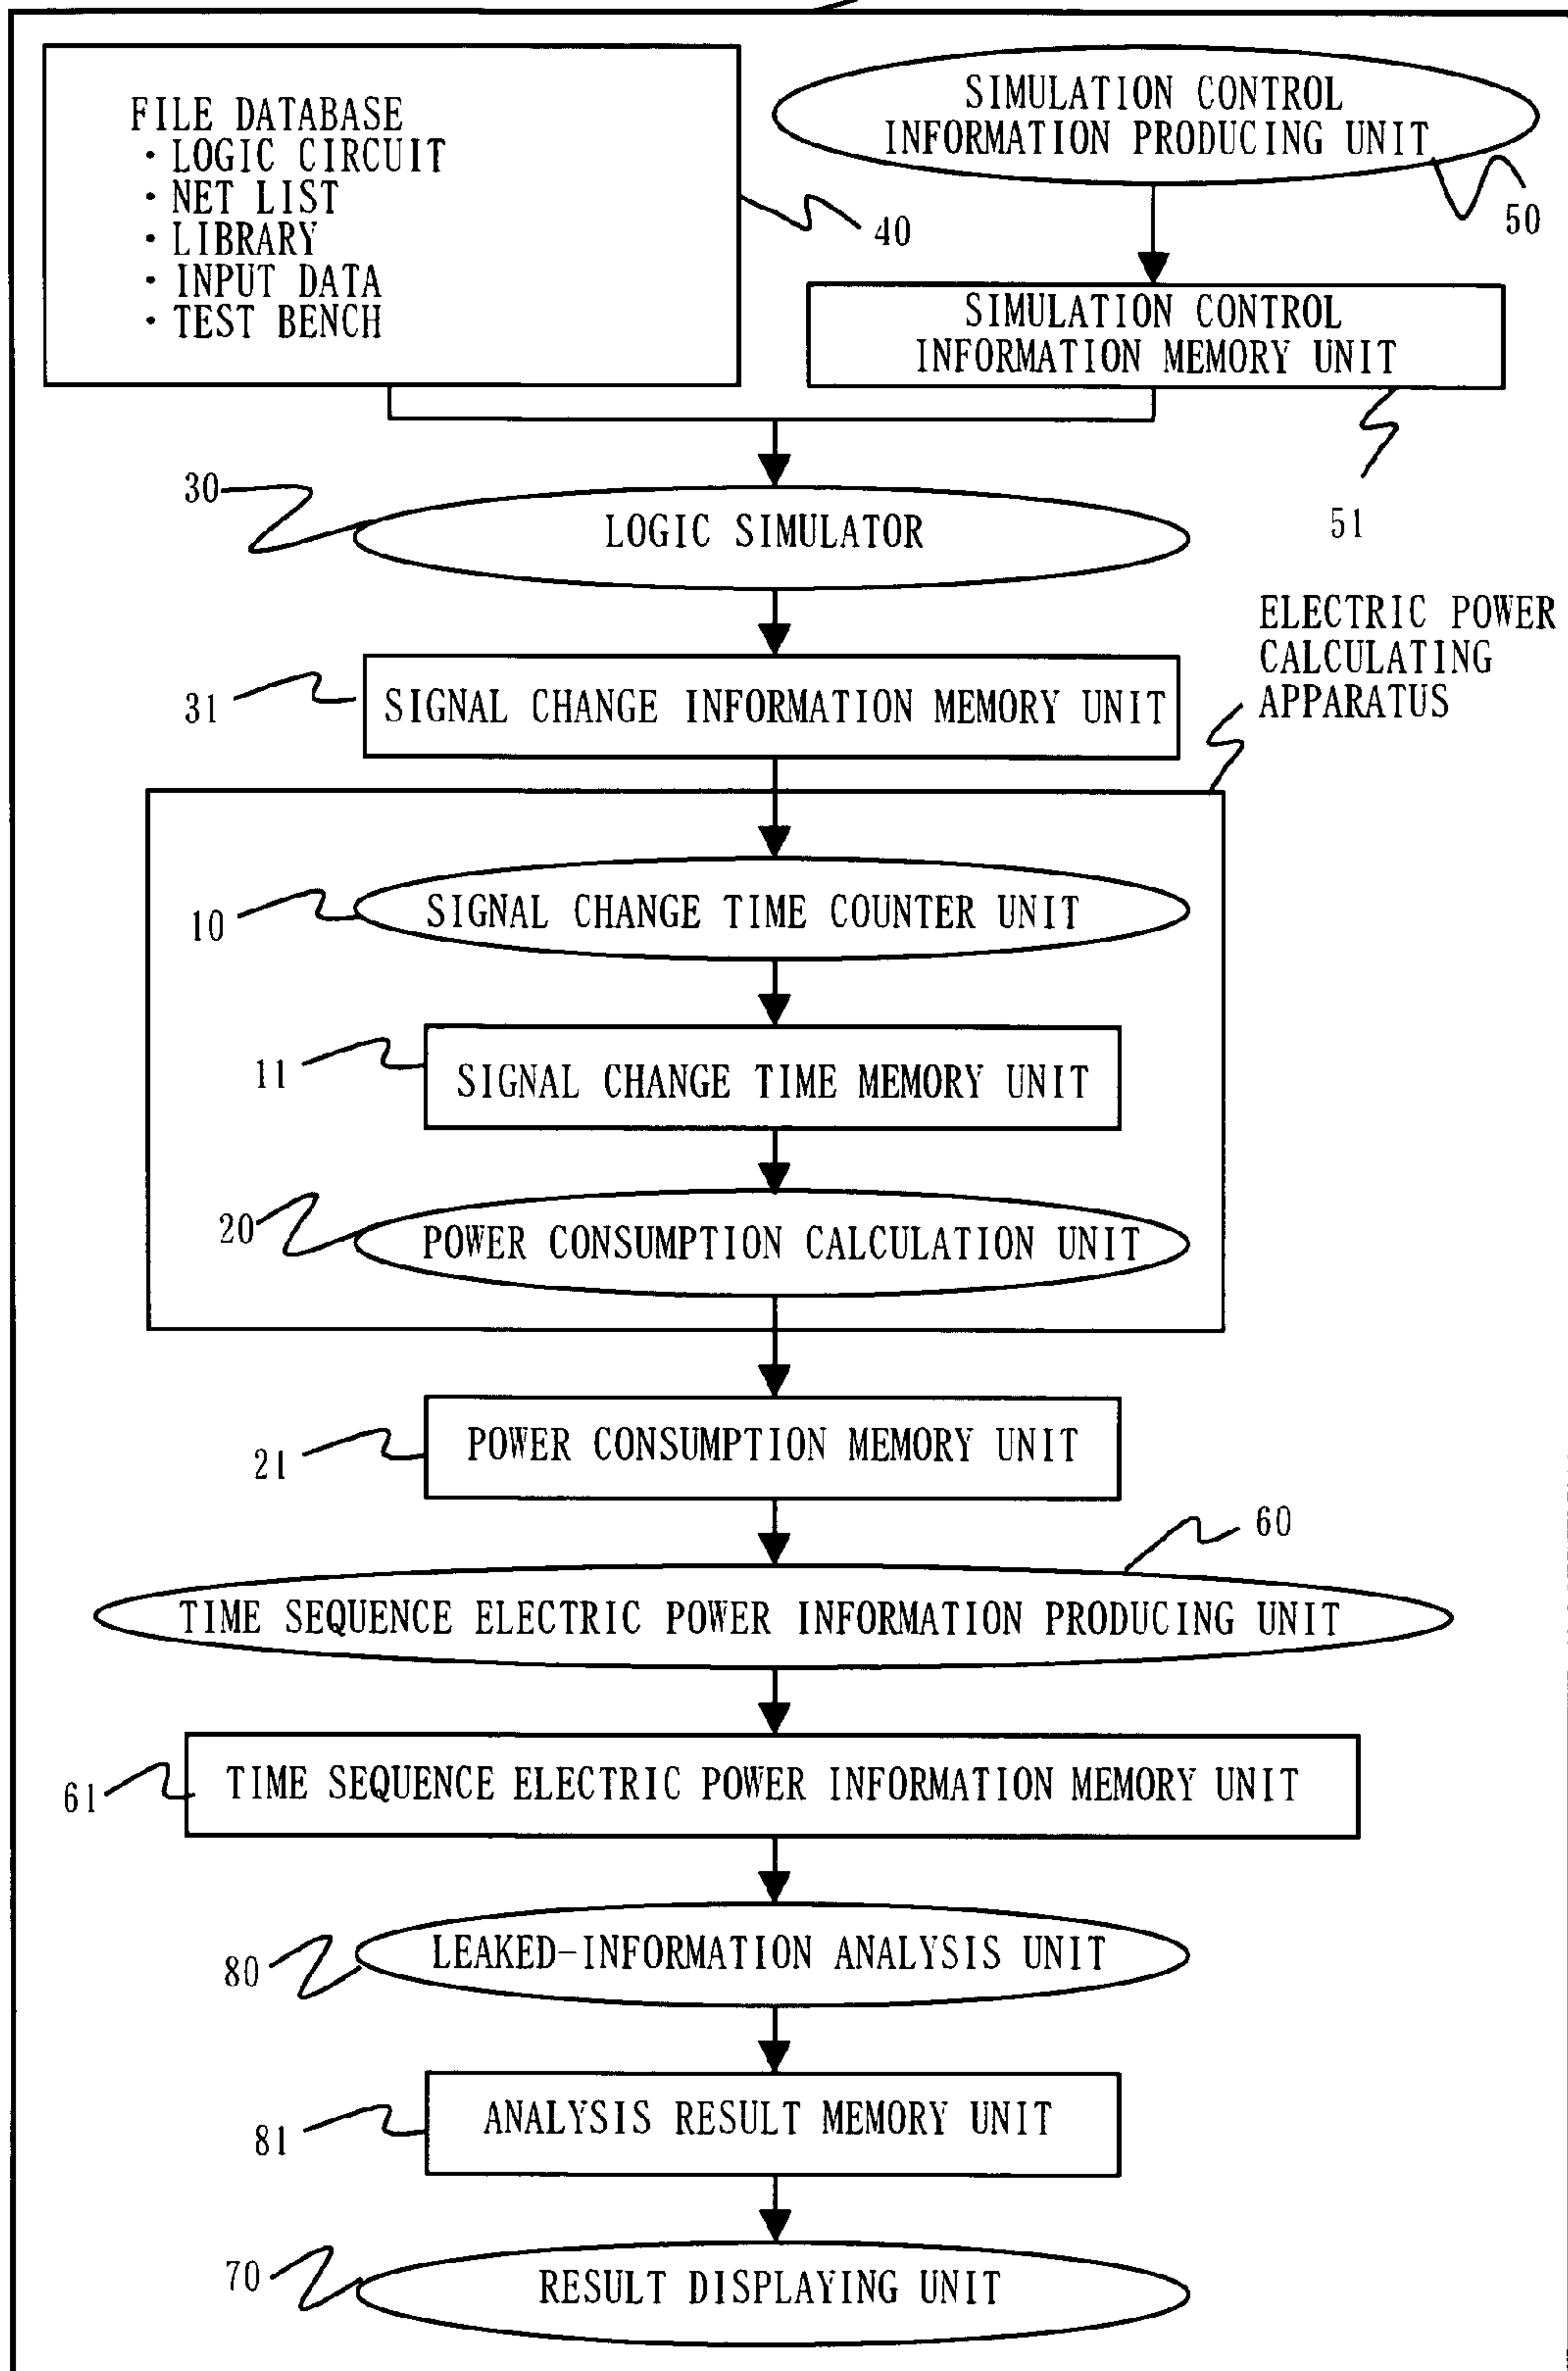 FILE DATABASE
· LOGIC CIRCUIT
· NET LIST
· LIBRARY
· INPUT DATA
· TEST BENCH
40
SIMULATION CONTROL
INFORMATION PRODUCING UNIT
50
SIMULATION CONTROL
INFORMATION MEMORY UNIT
51
30
LOGIC SIMULATOR
31
SIGNAL CHANGE INFORMATION MEMORY UNIT
ELECTRIC POWER
CALCULATING
APPARATUS
10
SIGNAL CHANGE TIME COUNTER UNIT
11
SIGNAL CHANGE TIME MEMORY UNIT
20
POWER CONSUMPTION CALCULATION UNIT
21
POWER CONSUMPTION MEMORY UNIT
60
TIME SEQUENCE ELECTRIC POWER INFORMATION PRODUCING UNIT
61
TIME SEQUENCE ELECTRIC POWER INFORMATION MEMORY UNIT
80
LEAKED-INFORMATION ANALYSIS UNIT
81
ANALYSIS RESULT MEMORY UNIT
70
RESULT DISPLAYING UNIT